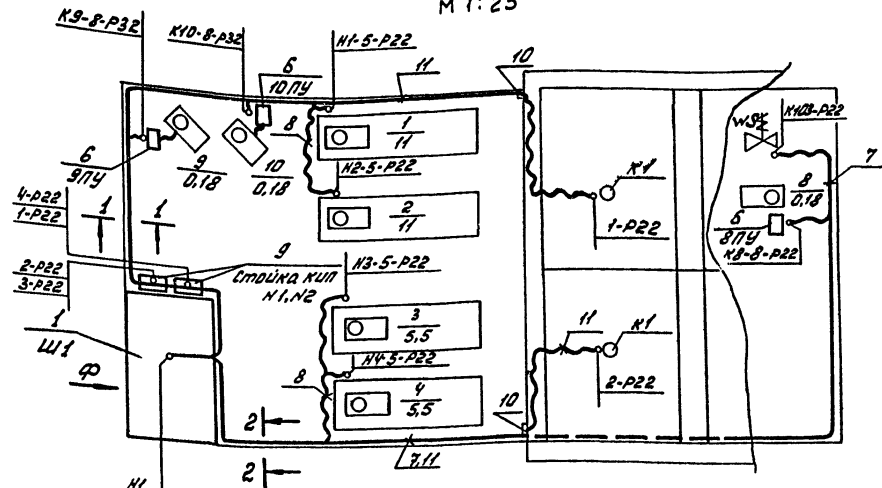 М 1:25
К9-8-Р32
К10-8-Р32
Н1-5-Р22
6
10ПУ
11
10
8
1
11
6
9ПУ
9
0,18
10
0,18
Н2-5-Р22
К1
К103-Р22
7
8
0,18
6
8ПУ
К8-8-Р22
4-Р22
1-Р22
1
1
2
11
1-Р22
2-Р22
3-Р22
9
Стойка КИП
№1, №2
Н3-5-Р22
3
5,5
11
К1
1
Ш1
Н4-5-Р22
Ф
8
4
5,5
10
2-Р22
2
2
7,11
Н1